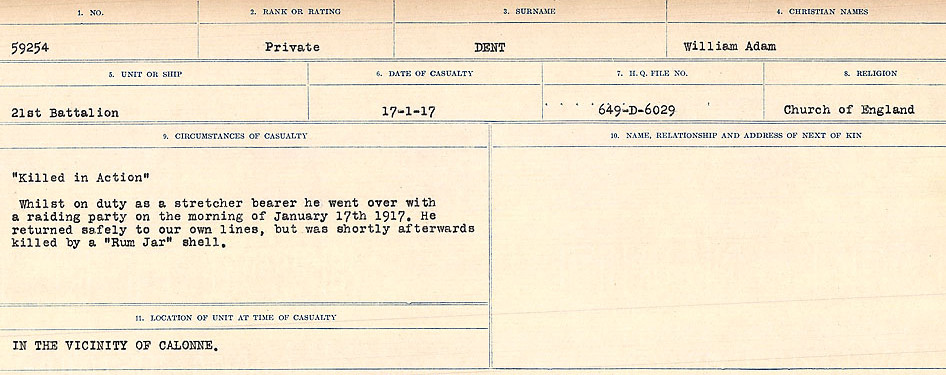 1. NO. 2. RANK OR RATING 3. SURNAME 4. CHRISTIAN NAMES
59254 Private DENT William Adam
5. UNIT OR SHIP 6. DATE OF CASUALTY 7. H.Q. FILE NO. 8. RELIGION
21st Battalion 17-1-17 649-D-6029 Church of England
9. CIRCUMSTANCES OF CASUALTY
"Killed in Action"
Whilst on duty as a stretcher bearer he went over with
a raiding party on the morning of January 17th 1917. He
returned safely to our own lines, but was shortly afterwards
killed by a "Rum Jar" shell.
10. NAME, RELATIONSHIP AND ADDRESS OF NEXT OF KIN
11. LOCATION OF UNIT AT TIME OF CASUALTY
IN THE VICINITY OF CALONNE.